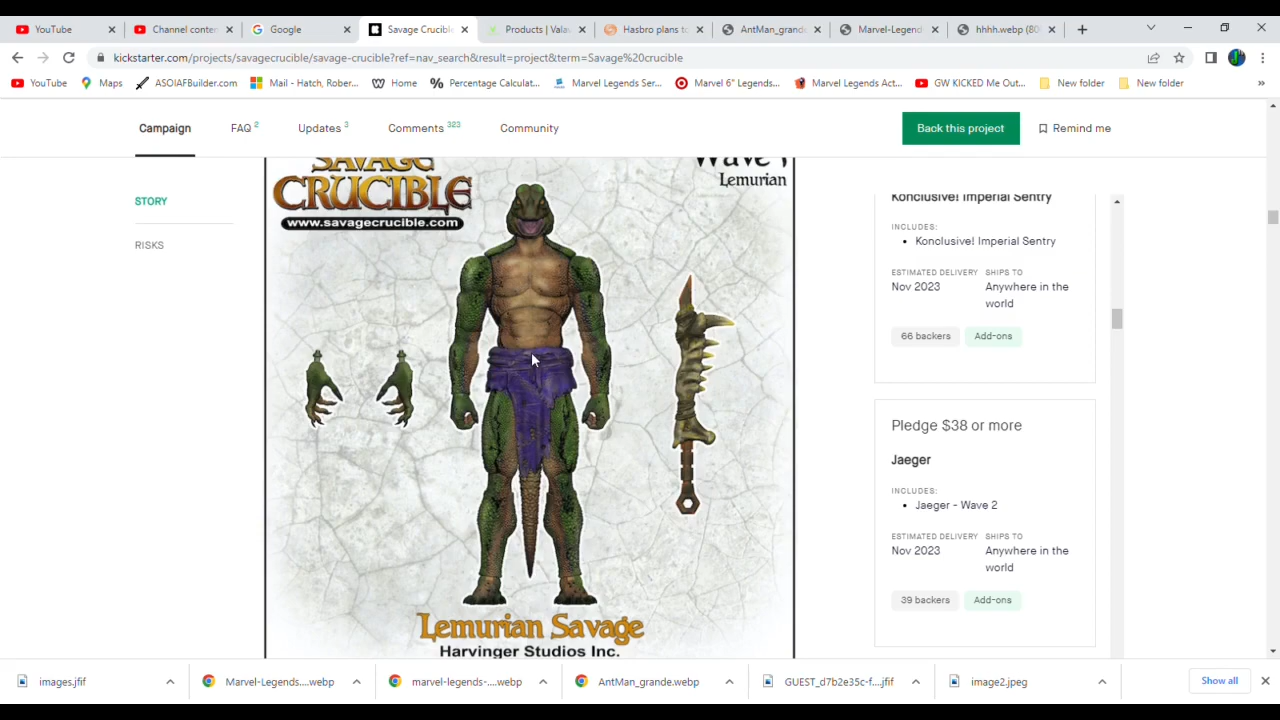 YouTube
Channel conten
Google
Savage Crucible
Products | Valav
Hasbro plans to
AntMan_grande.
Marvel-Legend
hhhh.webp (80
kickstarter.com/projects/savagecrucible/savage-crucible?ref=nav_search&result=project&term=Savage%20crucible
YouTube
Maps
ASOIAFBuilder.com
Mail - Hatch, Rober...
Home
Percentage Calculat...
Marvel Legends Ser...
Marvel 6" Legends...
Marvel Legends Act...
GW KICKED Me Out...
New folder
New folder
Campaign
FAQ 2
Updates 3
Comments 323
Community
Back this project
Remind me
STORY
RISKS
SAVAGE
CRUCIBLE
www.savagecrucible.com
Wave 1
Lemurian
Lemurian Savage
Harvinger Studios Inc.
Konclusive! Imperial Sentry
INCLUDES:
Konclusive! Imperial Sentry
ESTIMATED DELIVERY
SHIPS TO
Nov 2023
Anywhere in the
world
66 backers
Add-ons
Pledge $38 or more
Jaeger
INCLUDES:
Jaeger - Wave 2
ESTIMATED DELIVERY
SHIPS TO
Nov 2023
Anywhere in the
world
39 backers
Add-ons
images.jfif
Marvel-Legends....webp
marvel-legends-....webp
AntMan_grande.webp
GUEST_d7b2e35c-f....jfif
image2.jpeg
Show all